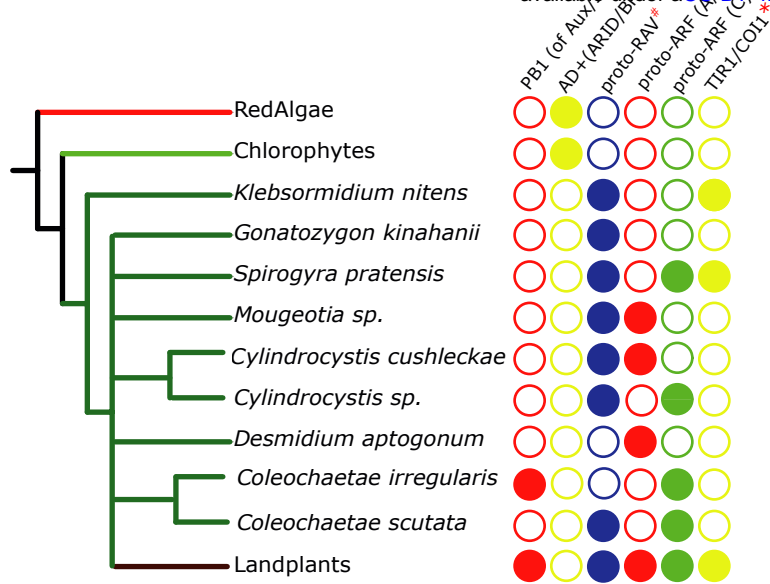 PB1 (of Aux/
AD+(ARID/B
proto-RAV#
proto-ARF (A/
proto-ARF (C/
TIR1/COI1*
RedAlgae
Chlorophytes
Klebsormidium nitens
Gonatozygon kinahanii
Spirogyra pratensis
Mougeotia sp.
Cylindrocystis cushleckae
Cylindrocystis sp.
Desmidium aptogonum
Coleochaetae irregularis
Coleochaetae scutata
Landplants